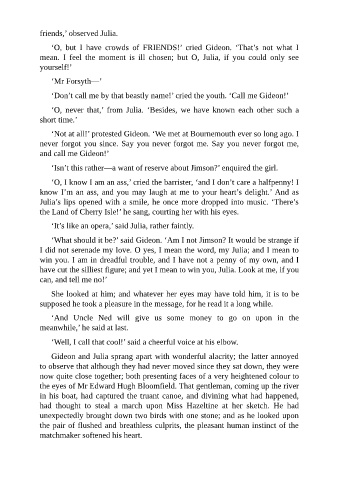 friends,' observed Julia.
'O, but I have crowds of FRIENDS!' cried Gideon. 'That's not what I
mean. I feel the moment is ill chosen; but O, Julia, if you could only see
yourself!'
'Mr Forsyth—'
'Don't call me by that beastly name!' cried the youth. 'Call me Gideon!'
'O, never that,' from Julia. 'Besides, we have known each other such a
short time.'
'Not at all!' protested Gideon. 'We met at Bournemouth ever so long ago. I
never forgot you since. Say you never forgot me. Say you never forgot me,
and call me Gideon!'
'Isn't this rather—a want of reserve about Jimson?' enquired the girl.
'O, I know I am an ass,' cried the barrister, 'and I don't care a halfpenny! I
know I'm an ass, and you may laugh at me to your heart's delight.' And as
Julia's lips opened with a smile, he once more dropped into music. 'There's
the Land of Cherry Isle!' he sang, courting her with his eyes.
'It's like an opera,' said Julia, rather faintly.
'What should it be?' said Gideon. 'Am I not Jimson? It would be strange if
I did not serenade my love. O yes, I mean the word, my Julia; and I mean to
win you. I am in dreadful trouble, and I have not a penny of my own, and I
have cut the silliest figure; and yet I mean to win you, Julia. Look at me, if you
can, and tell me no!'
She looked at him; and whatever her eyes may have told him, it is to be
supposed he took a pleasure in the message, for he read it a long while.
'And Uncle Ned will give us some money to go on upon in the
meanwhile,' he said at last.
'Well, I call that cool!' said a cheerful voice at his elbow.
Gideon and Julia sprang apart with wonderful alacrity; the latter annoyed
to observe that although they had never moved since they sat down, they were
now quite close together; both presenting faces of a very heightened colour to
the eyes of Mr Edward Hugh Bloomfield. That gentleman, coming up the river
in his boat, had captured the truant canoe, and divining what had happened,
had thought to steal a march upon Miss Hazeltine at her sketch. He had
unexpectedly brought down two birds with one stone; and as he looked upon
the pair of flushed and breathless culprits, the pleasant human instinct of the
matchmaker softened his heart.